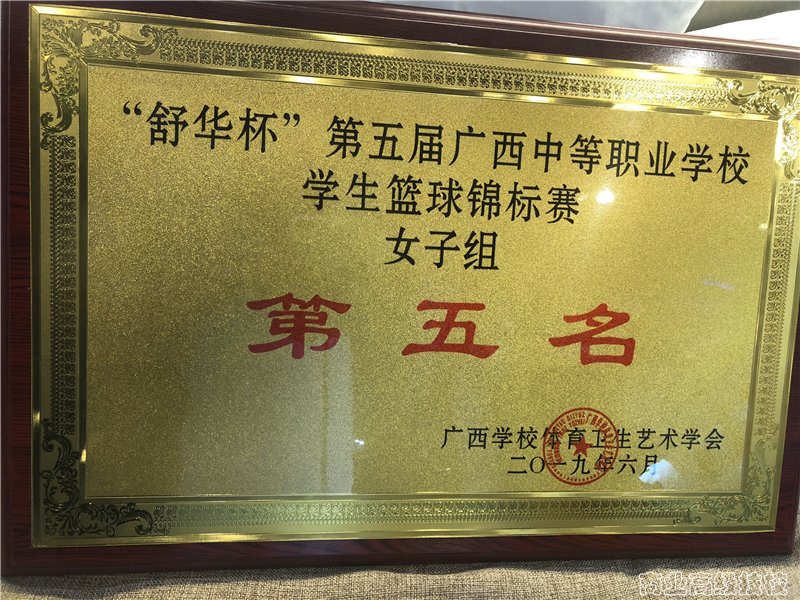 “舒华杯”第五届广西中等职业学校
学生篮球锦标赛
女子组
第五名
广西学校体育卫生艺术学会
二〇一九年六月